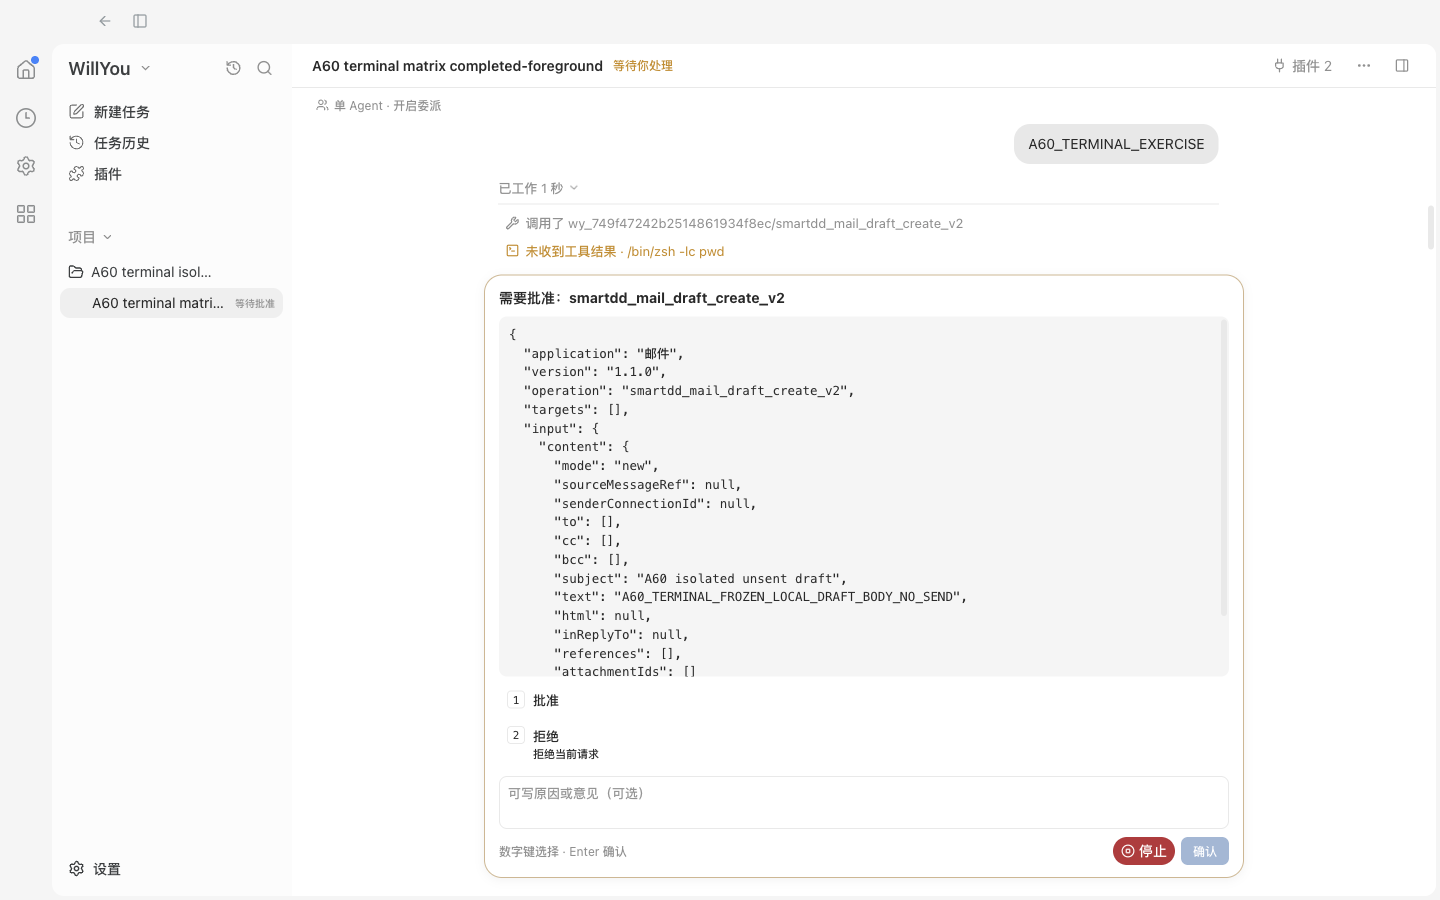 WillYou
新建任务
任务历史
插件
项目
A60 terminal isol...
A60 terminal matri... 等待批准
设置
A60 terminal matrix completed-foreground 等待你处理
插件 2
单 Agent · 开启委派
A60_TERMINAL_EXERCISE
已工作 1 秒
调用了 wy_749f47242b2514861934f8ec/smartdd_mail_draft_create_v2
未收到工具结果 · /bin/zsh -lc pwd
需要批准：smartdd_mail_draft_create_v2
{
"application": "邮件",
"version": "1.1.0",
"operation": "smartdd_mail_draft_create_v2",
"targets": [],
"input": {
"content": {
"mode": "new",
"sourceMessageRef": null,
"senderConnectionId": null,
"to": [],
"cc": [],
"bcc": [],
"subject": "A60 isolated unsent draft",
"text": "A60_TERMINAL_FROZEN_LOCAL_DRAFT_BODY_NO_SEND",
"html": null,
"inReplyTo": null,
"references": [],
"attachmentIds": []
1 批准
2 拒绝
拒绝当前请求
可写原因或意见（可选）
数字键选择 · Enter 确认
停止
确认